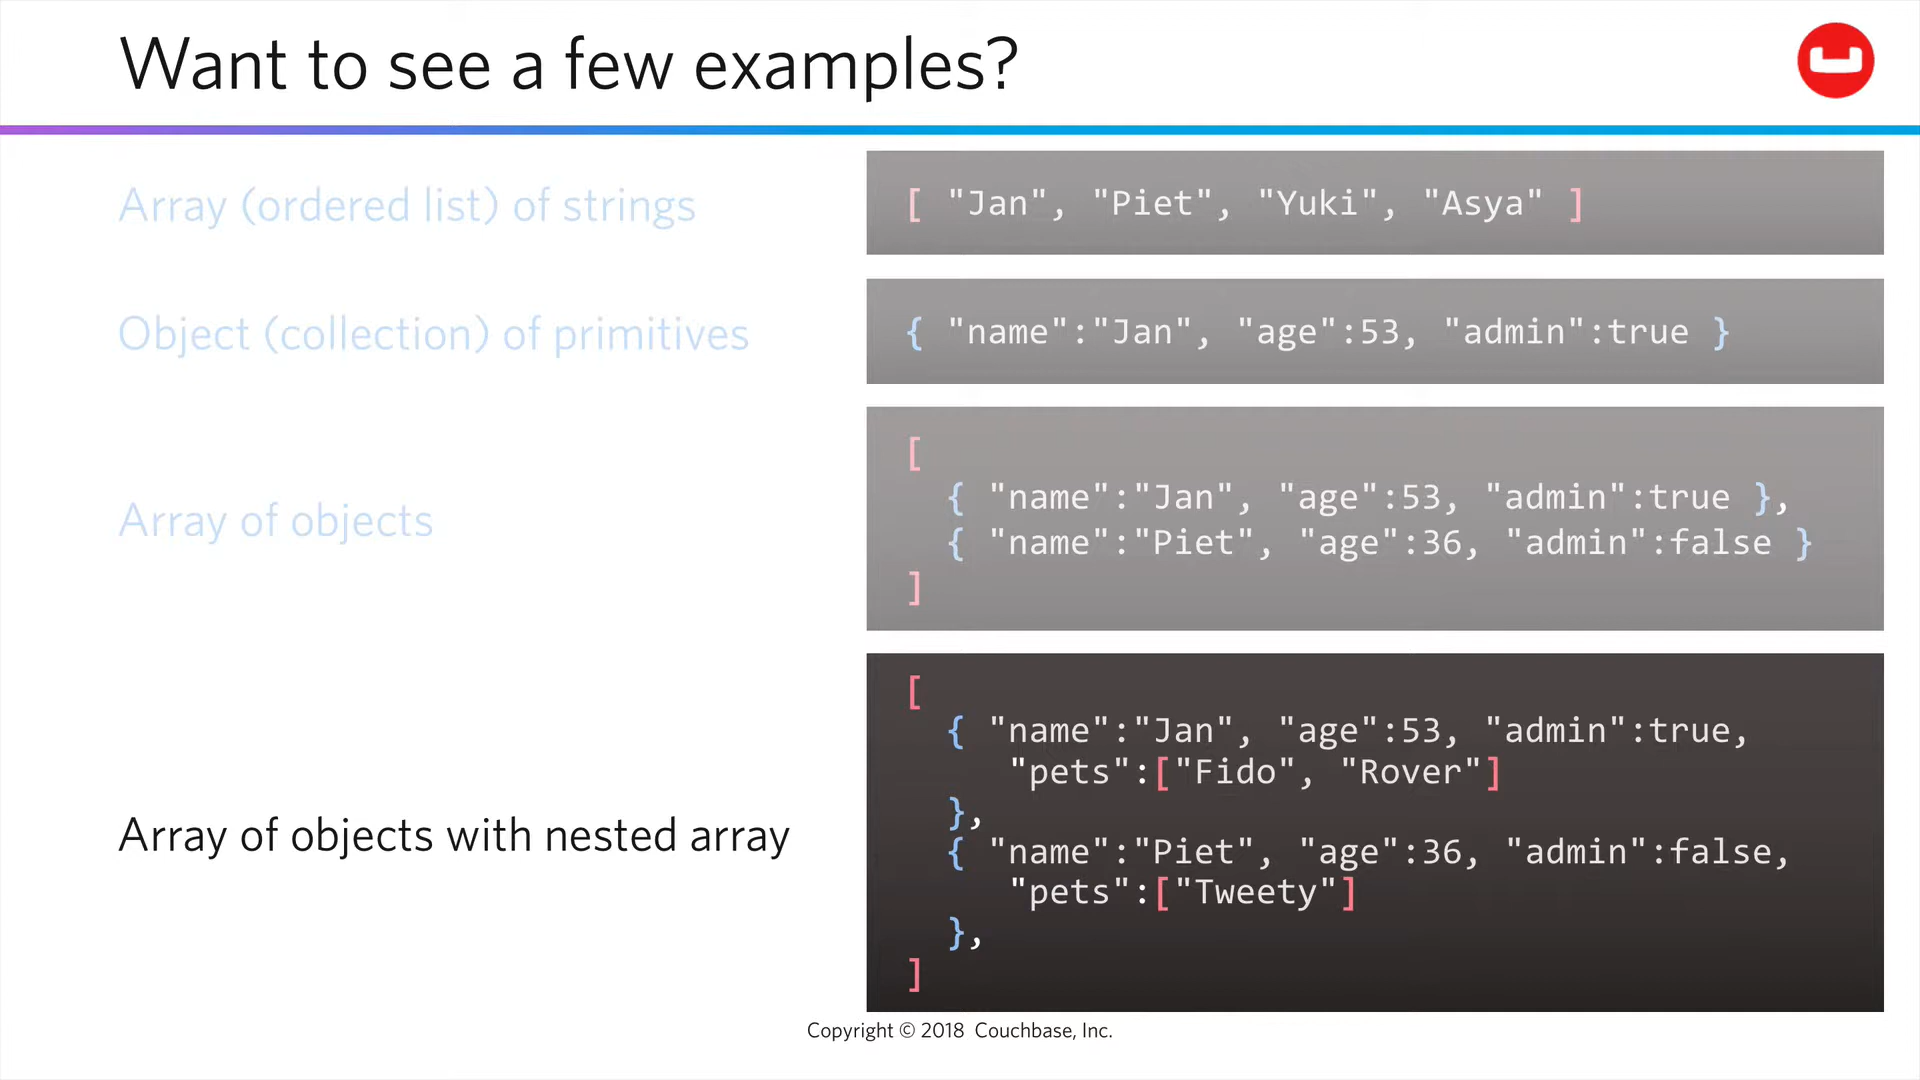 Want to see a few examples?
Array (ordered list) of strings
[ "Jan", "Piet", "Yuki", "Asya" ]
Object (collection) of primitives
{ "name":"Jan", "age":53, "admin":true }
Array of objects
[
{ "name":"Jan", "age":53, "admin":true },
{ "name":"Piet", "age":36, "admin":false }
]
Array of objects with nested array
[
{ "name":"Jan", "age":53, "admin":true,
"pets":["Fido", "Rover"]
},
{ "name":"Piet", "age":36, "admin":false,
"pets":["Tweety"]
},
]
Copyright © 2018 Couchbase, Inc.